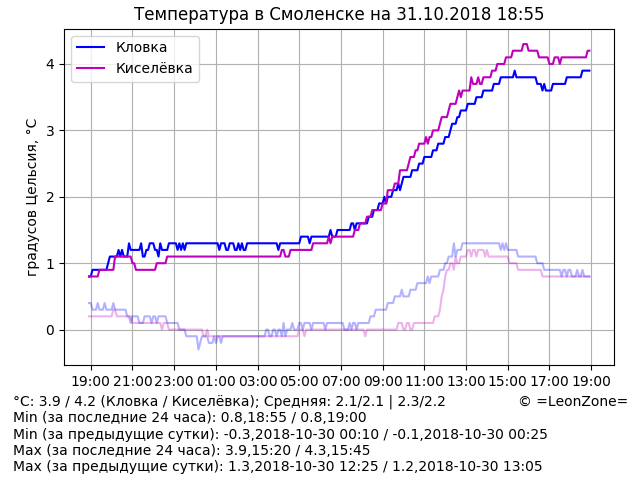 Температура в Смоленске на 31.10.2018 18:55
Кловка
Киселёвка
градусов Цельсия, °C
4
3
2
1
0
19:00 21:00 23:00 01:00 03:00 05:00 07:00 09:00 11:00 13:00 15:00 17:00 19:00
°C: 3.9 / 4.2 (Кловка / Киселёвка); Средняя: 2.1/2.1 | 2.3/2.2 © =LeonZone=
Min (за последние 24 часа): 0.8,18:55 / 0.8,19:00
Min (за предыдущие сутки): -0.3,2018-10-30 00:10 / -0.1,2018-10-30 00:25
Max (за последние 24 часа): 3.9,15:20 / 4.3,15:45
Max (за предыдущие сутки): 1.3,2018-10-30 12:25 / 1.2,2018-10-30 13:05